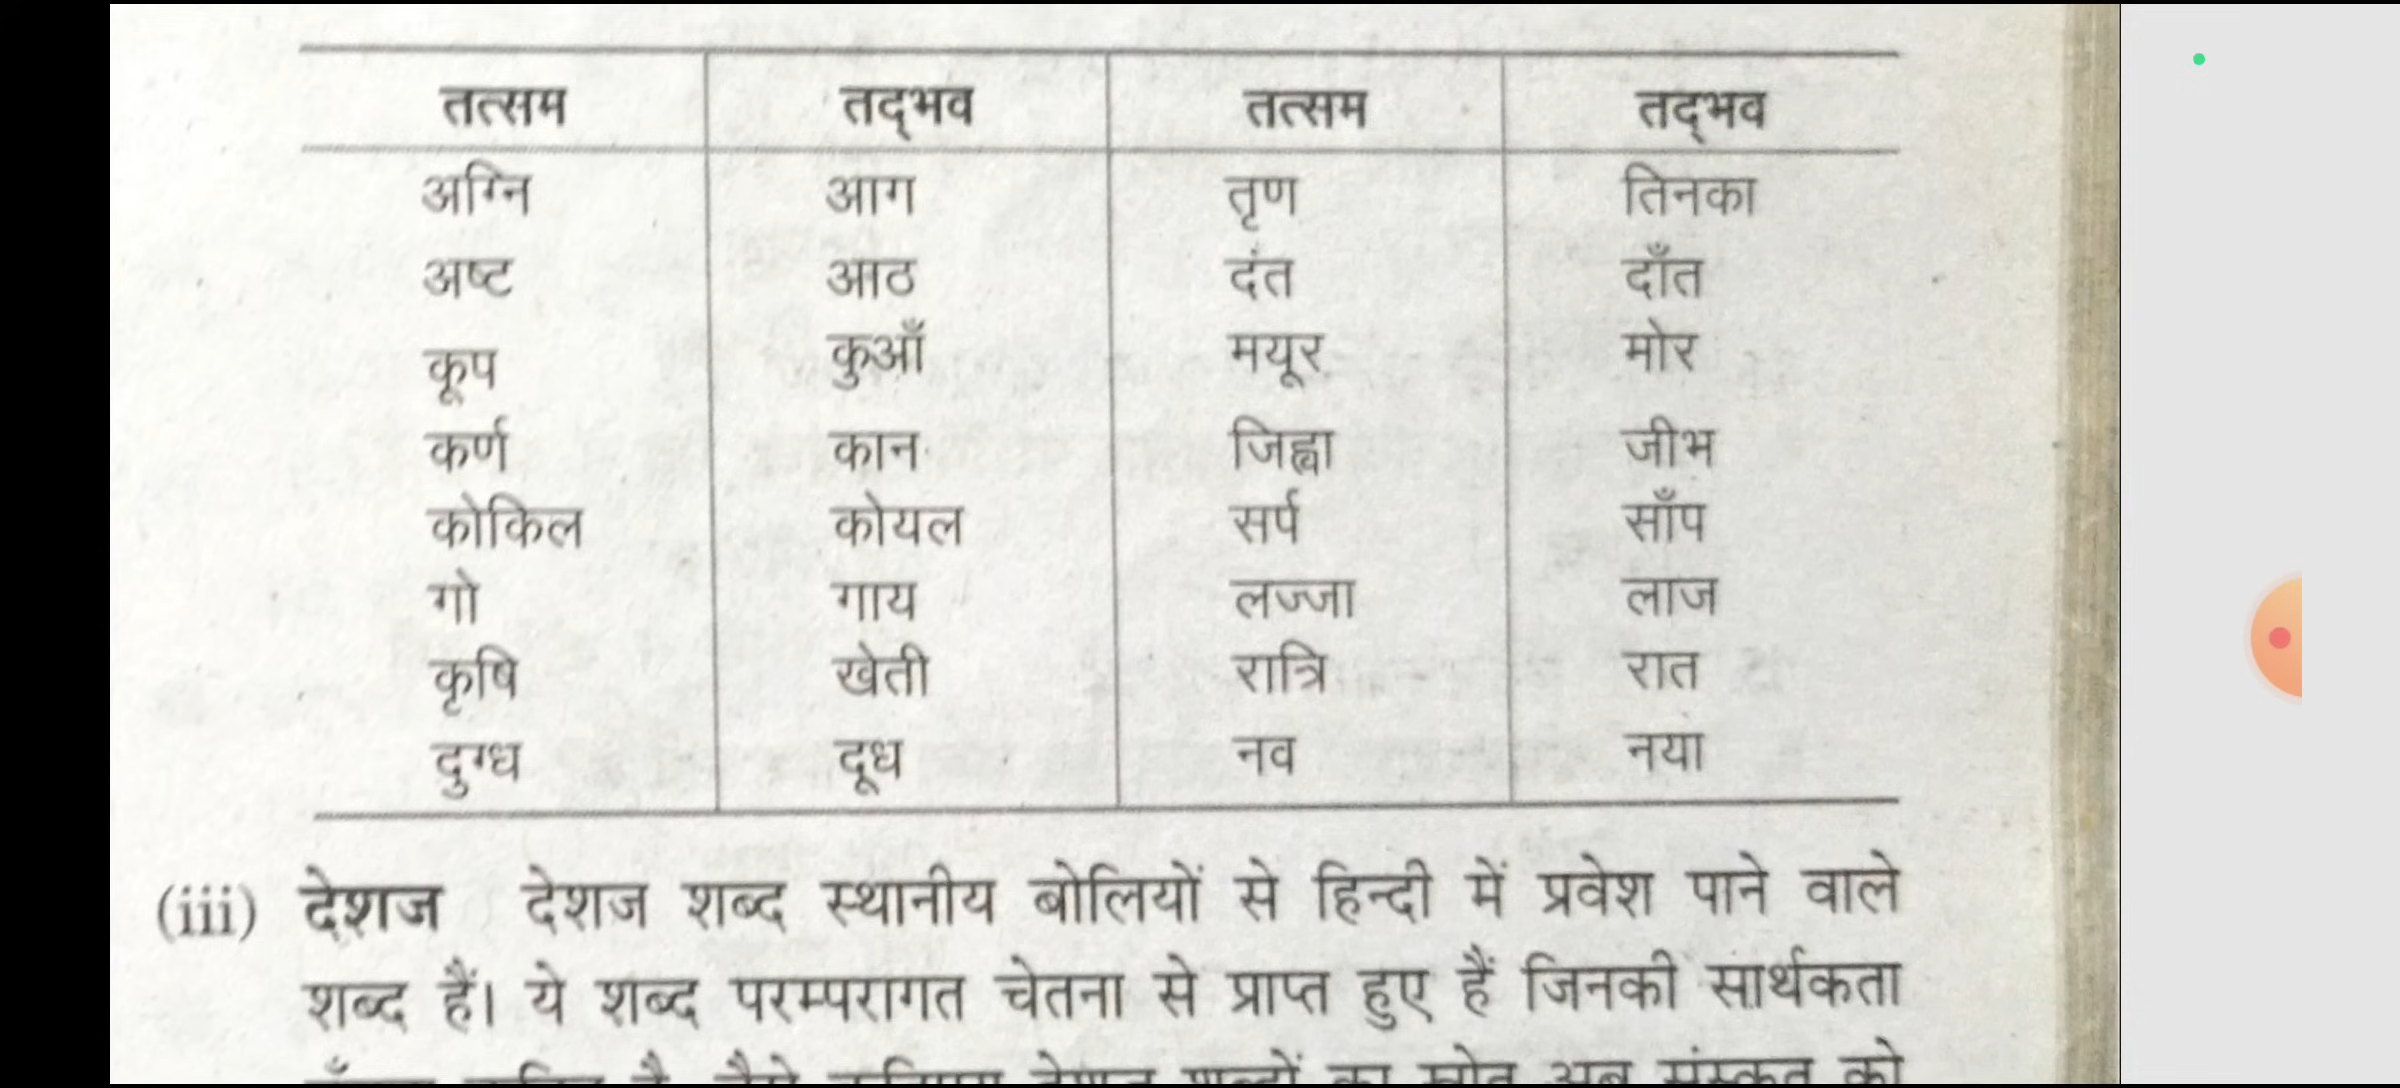 तत्सम तद्‌भव तत्सम तद्‌भव
अग्नि आग तृण तिनका
अष्ट आठ दंत दाँत
कूप कुआँ मयूर मोर
कर्ण कान जिह्वा जीभ
कोकिल कोयल सर्प साँप
गो गाय लज्जा लाज
कृषि खेती रात्रि रात
दुग्ध दूध नव नया
(iii) देशज देशज शब्द स्थानीय बोलियों से हिन्दी में प्रवेश पाने वाले
शब्द हैं। ये शब्द परम्परागत चेतना से प्राप्त हुए हैं जिनकी सार्थकता